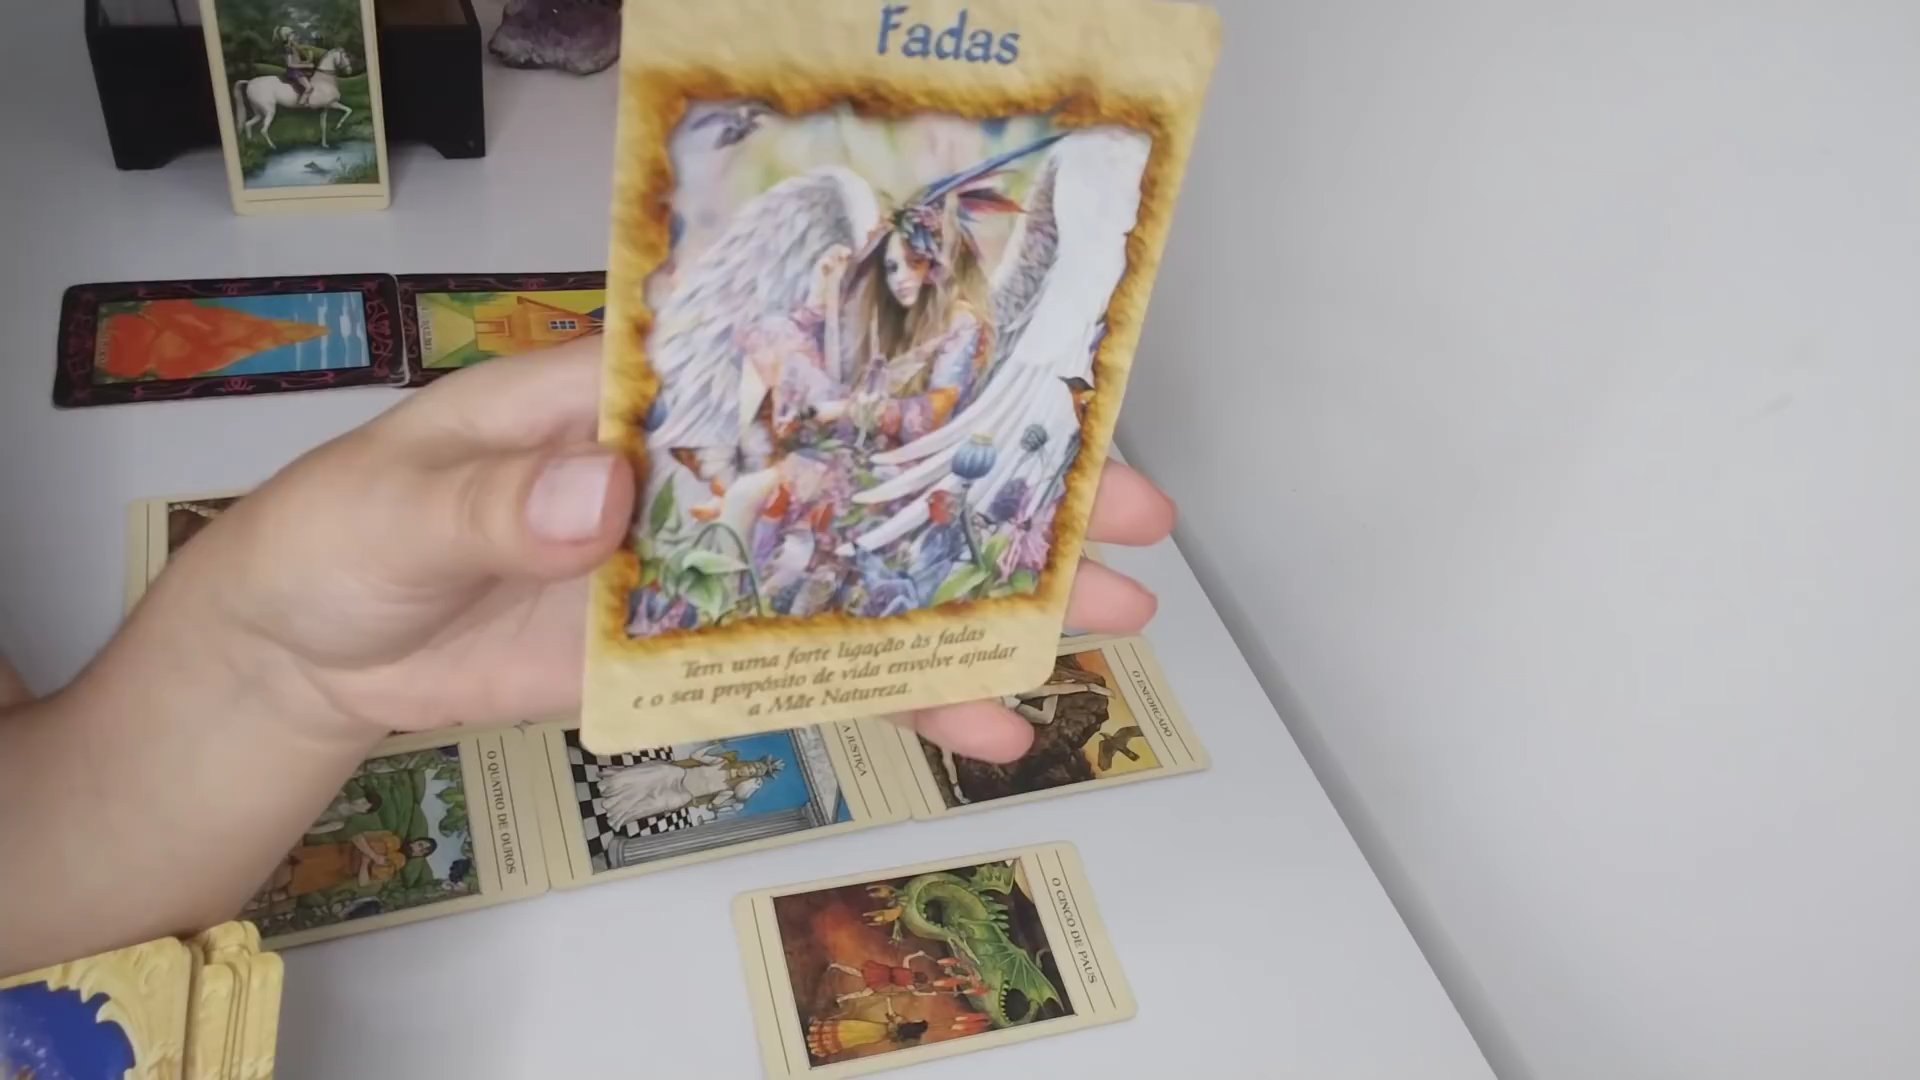 Fadas
Tem uma forte ligação às fadas
e o seu propósito de vida envolve ajudar
a Mãe Natureza.
O ENFORCADO
A JUSTIÇA
O QUATRO DE OUROS
O CINCO DE PAUS